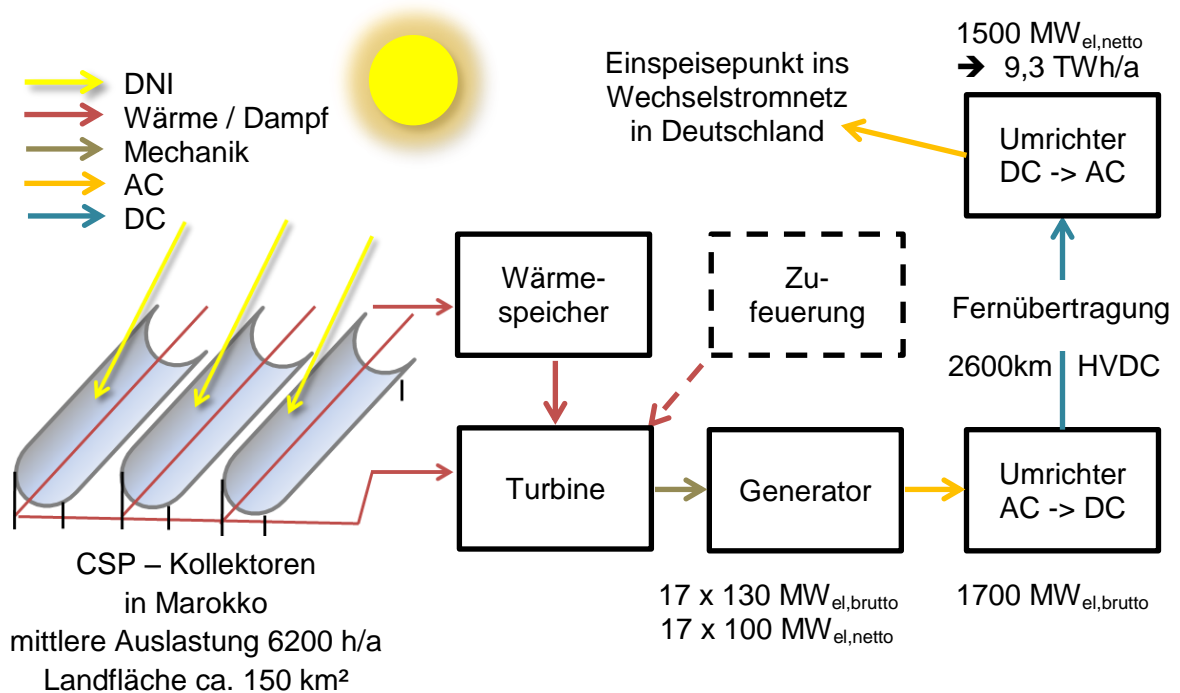 DNI
Wärme / Dampf
Mechanik
AC
DC
Einspeisepunkt ins
Wechselstromnetz
in Deutschland
1500 MWel,netto
➔ 9,3 TWh/a
Umrichter
DC -> AC
Wärme-
speicher
Zu-
feuerung
Fernübertragung
2600km HVDC
Turbine
Generator
Umrichter
AC -> DC
CSP – Kollektoren
in Marokko
mittlere Auslastung 6200 h/a
Landfläche ca. 150 km²
17 x 130 MWel,brutto
17 x 100 MWel,netto
1700 MWel,brutto